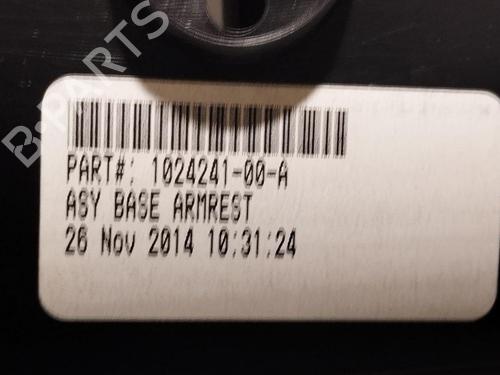 B-PARTS
PART#: 1024241-00-A
ASY BASE ARMREST
26 Nov 2014 10:31:24